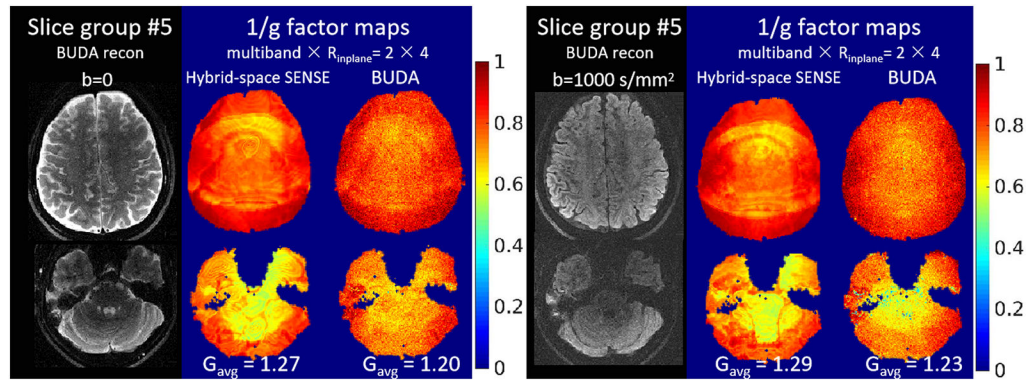 Slice group #5
BUDA recon
b=0
1/g factor maps
multiband × Rinplane= 2 × 4
Hybrid-space SENSE BUDA
Gavg = 1.27 Gavg = 1.20
1
0.8
0.6
0.4
0.2
0
Slice group #5
BUDA recon
b=1000 s/mm²
1/g factor maps
multiband × Rinplane= 2 × 4
Hybrid-space SENSE BUDA
Gavg = 1.29 Gavg = 1.23
1
0.8
0.6
0.4
0.2
0